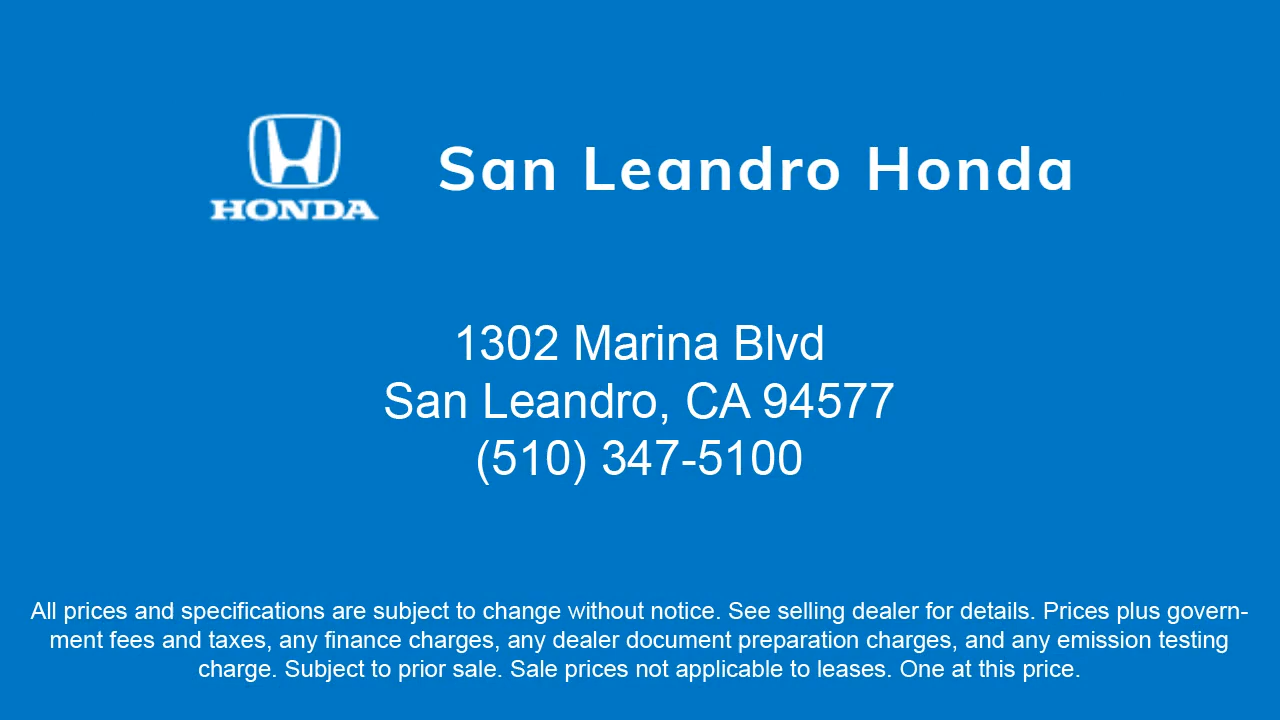 HONDA
San Leandro Honda
1302 Marina Blvd
San Leandro, CA 94577
(510) 347-5100
All prices and specifications are subject to change without notice. See selling dealer for details. Prices plus govern-
ment fees and taxes, any finance charges, any dealer document preparation charges, and any emission testing
charge. Subject to prior sale. Sale prices not applicable to leases. One at this price.